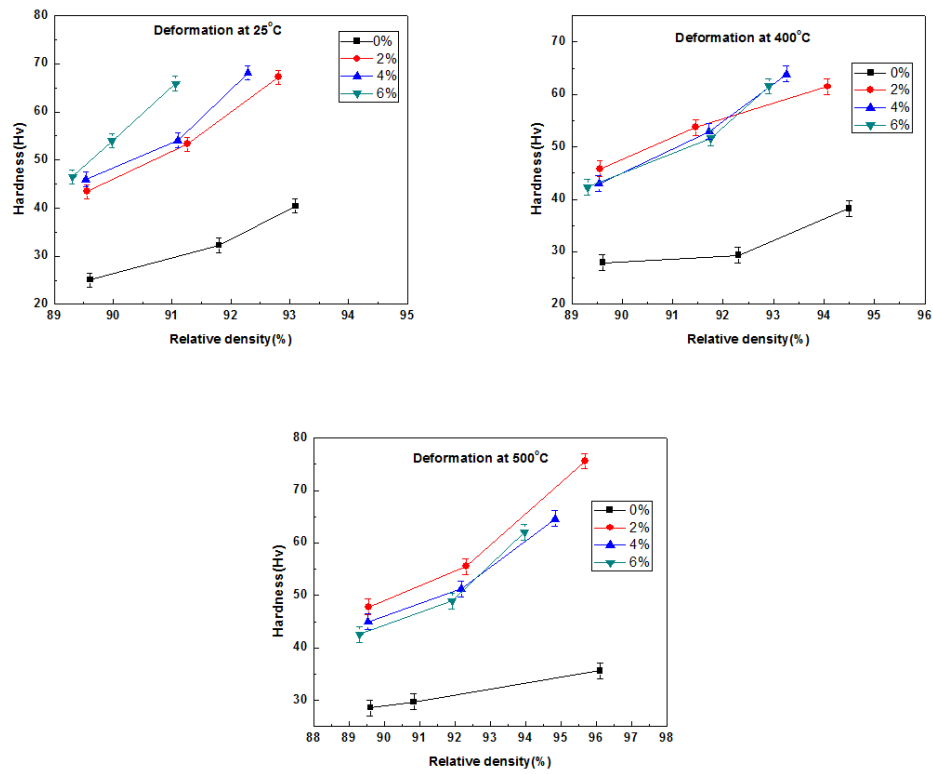 Deformation at 25°C
0%
2%
4%
6%
Hardness(Hv)
80
70
60
50
40
30
20
89 90 91 92 93 94 95
Relative density(%)
Deformation at 400°C
0%
2%
4%
6%
Hardness(Hv)
80
70
60
50
40
30
20
89 90 91 92 93 94 95 96
Relative density(%)
Deformation at 500°C
0%
2%
4%
6%
Hardness(Hv)
80
70
60
50
40
30
88 89 90 91 92 93 94 95 96 97 98
Relative density(%)